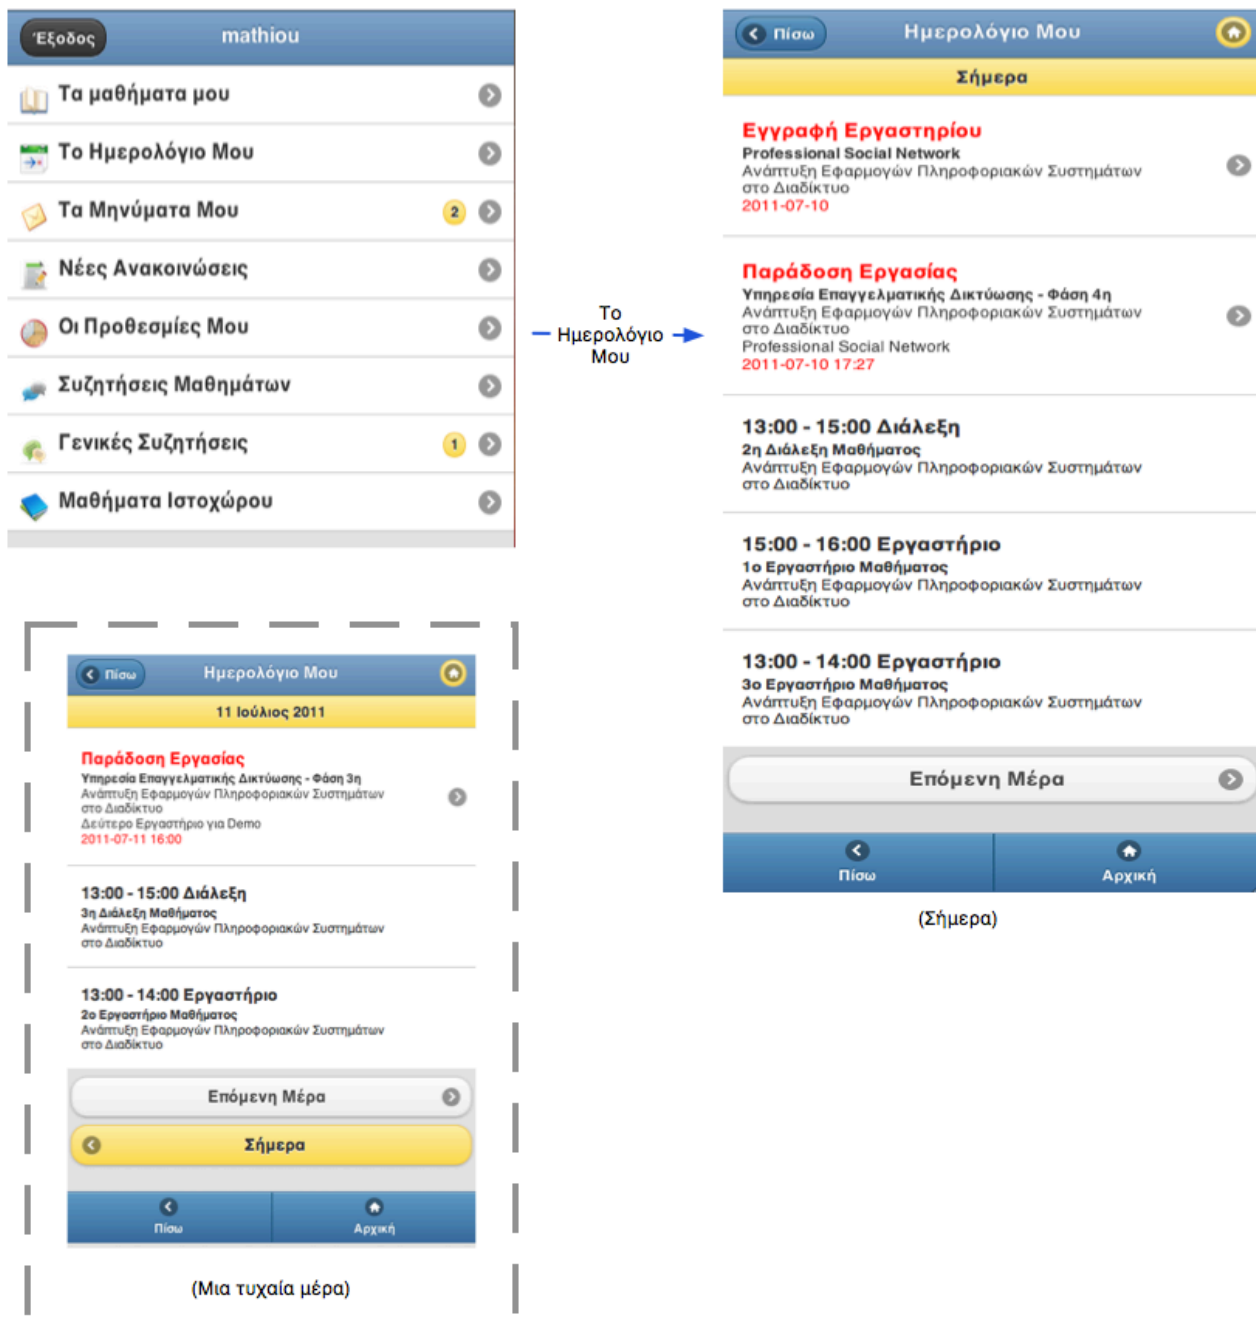 Έξοδος
mathiou
Τα μαθήματα μου
Το Ημερολόγιο Μου
Τα Μηνύματα Μου
2
Νέες Ανακοινώσεις
Οι Προθεσμίες Μου
Συζητήσεις Μαθημάτων
Γενικές Συζητήσεις
1
Μαθήματα Ιστοχώρου
Το
Ημερολόγιο
Μου
Πίσω
Ημερολόγιο Μου
Σήμερα
Εγγραφή Εργαστηρίου
Professional Social Network
Ανάπτυξη Εφαρμογών Πληροφοριακών Συστημάτων
στο Διαδίκτυο
2011-07-10
Παράδοση Εργασίας
Υπηρεσία Επαγγελματικής Δικτύωσης - Φάση 4η
Ανάπτυξη Εφαρμογών Πληροφοριακών Συστημάτων
στο Διαδίκτυο
Professional Social Network
2011-07-10 17:27
13:00 - 15:00 Διάλεξη
2η Διάλεξη Μαθήματος
Ανάπτυξη Εφαρμογών Πληροφοριακών Συστημάτων
στο Διαδίκτυο
15:00 - 16:00 Εργαστήριο
1ο Εργαστήριο Μαθήματος
Ανάπτυξη Εφαρμογών Πληροφοριακών Συστημάτων
στο Διαδίκτυο
13:00 - 14:00 Εργαστήριο
3ο Εργαστήριο Μαθήματος
Ανάπτυξη Εφαρμογών Πληροφοριακών Συστημάτων
στο Διαδίκτυο
Επόμενη Μέρα
Πίσω
Αρχική
(Σήμερα)
Πίσω
Ημερολόγιο Μου
11 Ιούλιος 2011
Παράδοση Εργασίας
Υπηρεσία Επαγγελματικής Δικτύωσης - Φάση 3η
Ανάπτυξη Εφαρμογών Πληροφοριακών Συστημάτων
στο Διαδίκτυο
Δεύτερο Εργαστήριο για Demo
2011-07-11 16:00
13:00 - 15:00 Διάλεξη
3η Διάλεξη Μαθήματος
Ανάπτυξη Εφαρμογών Πληροφοριακών Συστημάτων
στο Διαδίκτυο
13:00 - 14:00 Εργαστήριο
2ο Εργαστήριο Μαθήματος
Ανάπτυξη Εφαρμογών Πληροφοριακών Συστημάτων
στο Διαδίκτυο
Επόμενη Μέρα
Σήμερα
Πίσω
Αρχική
(Μια τυχαία μέρα)